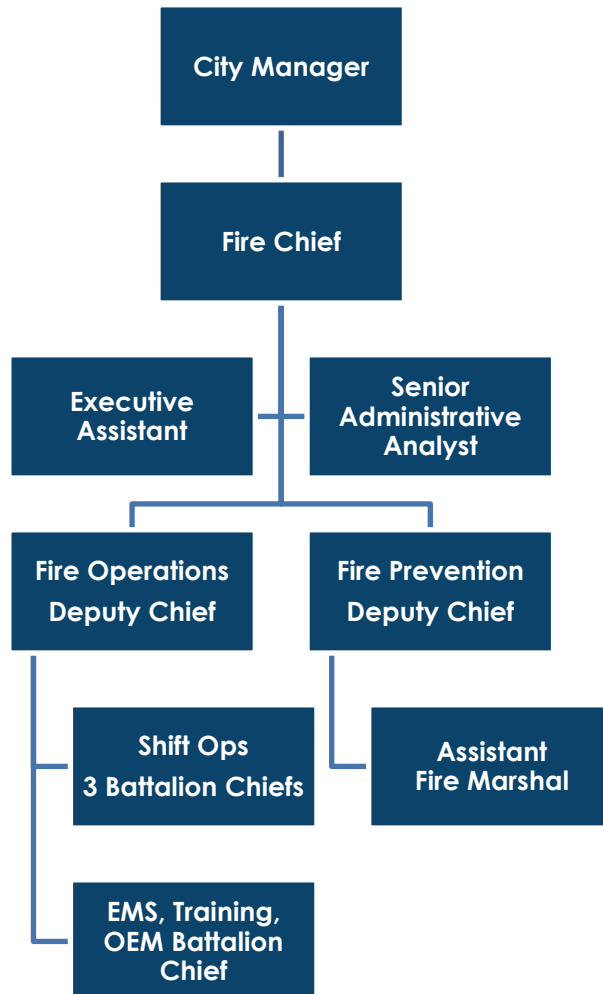 City Manager
Fire Chief
Executive
Assistant
Senior
Administrative
Analyst
Fire Operations
Deputy Chief
Fire Prevention
Deputy Chief
Shift Ops
3 Battalion Chiefs
Assistant
Fire Marshal
EMS, Training,
OEM Battalion
Chief